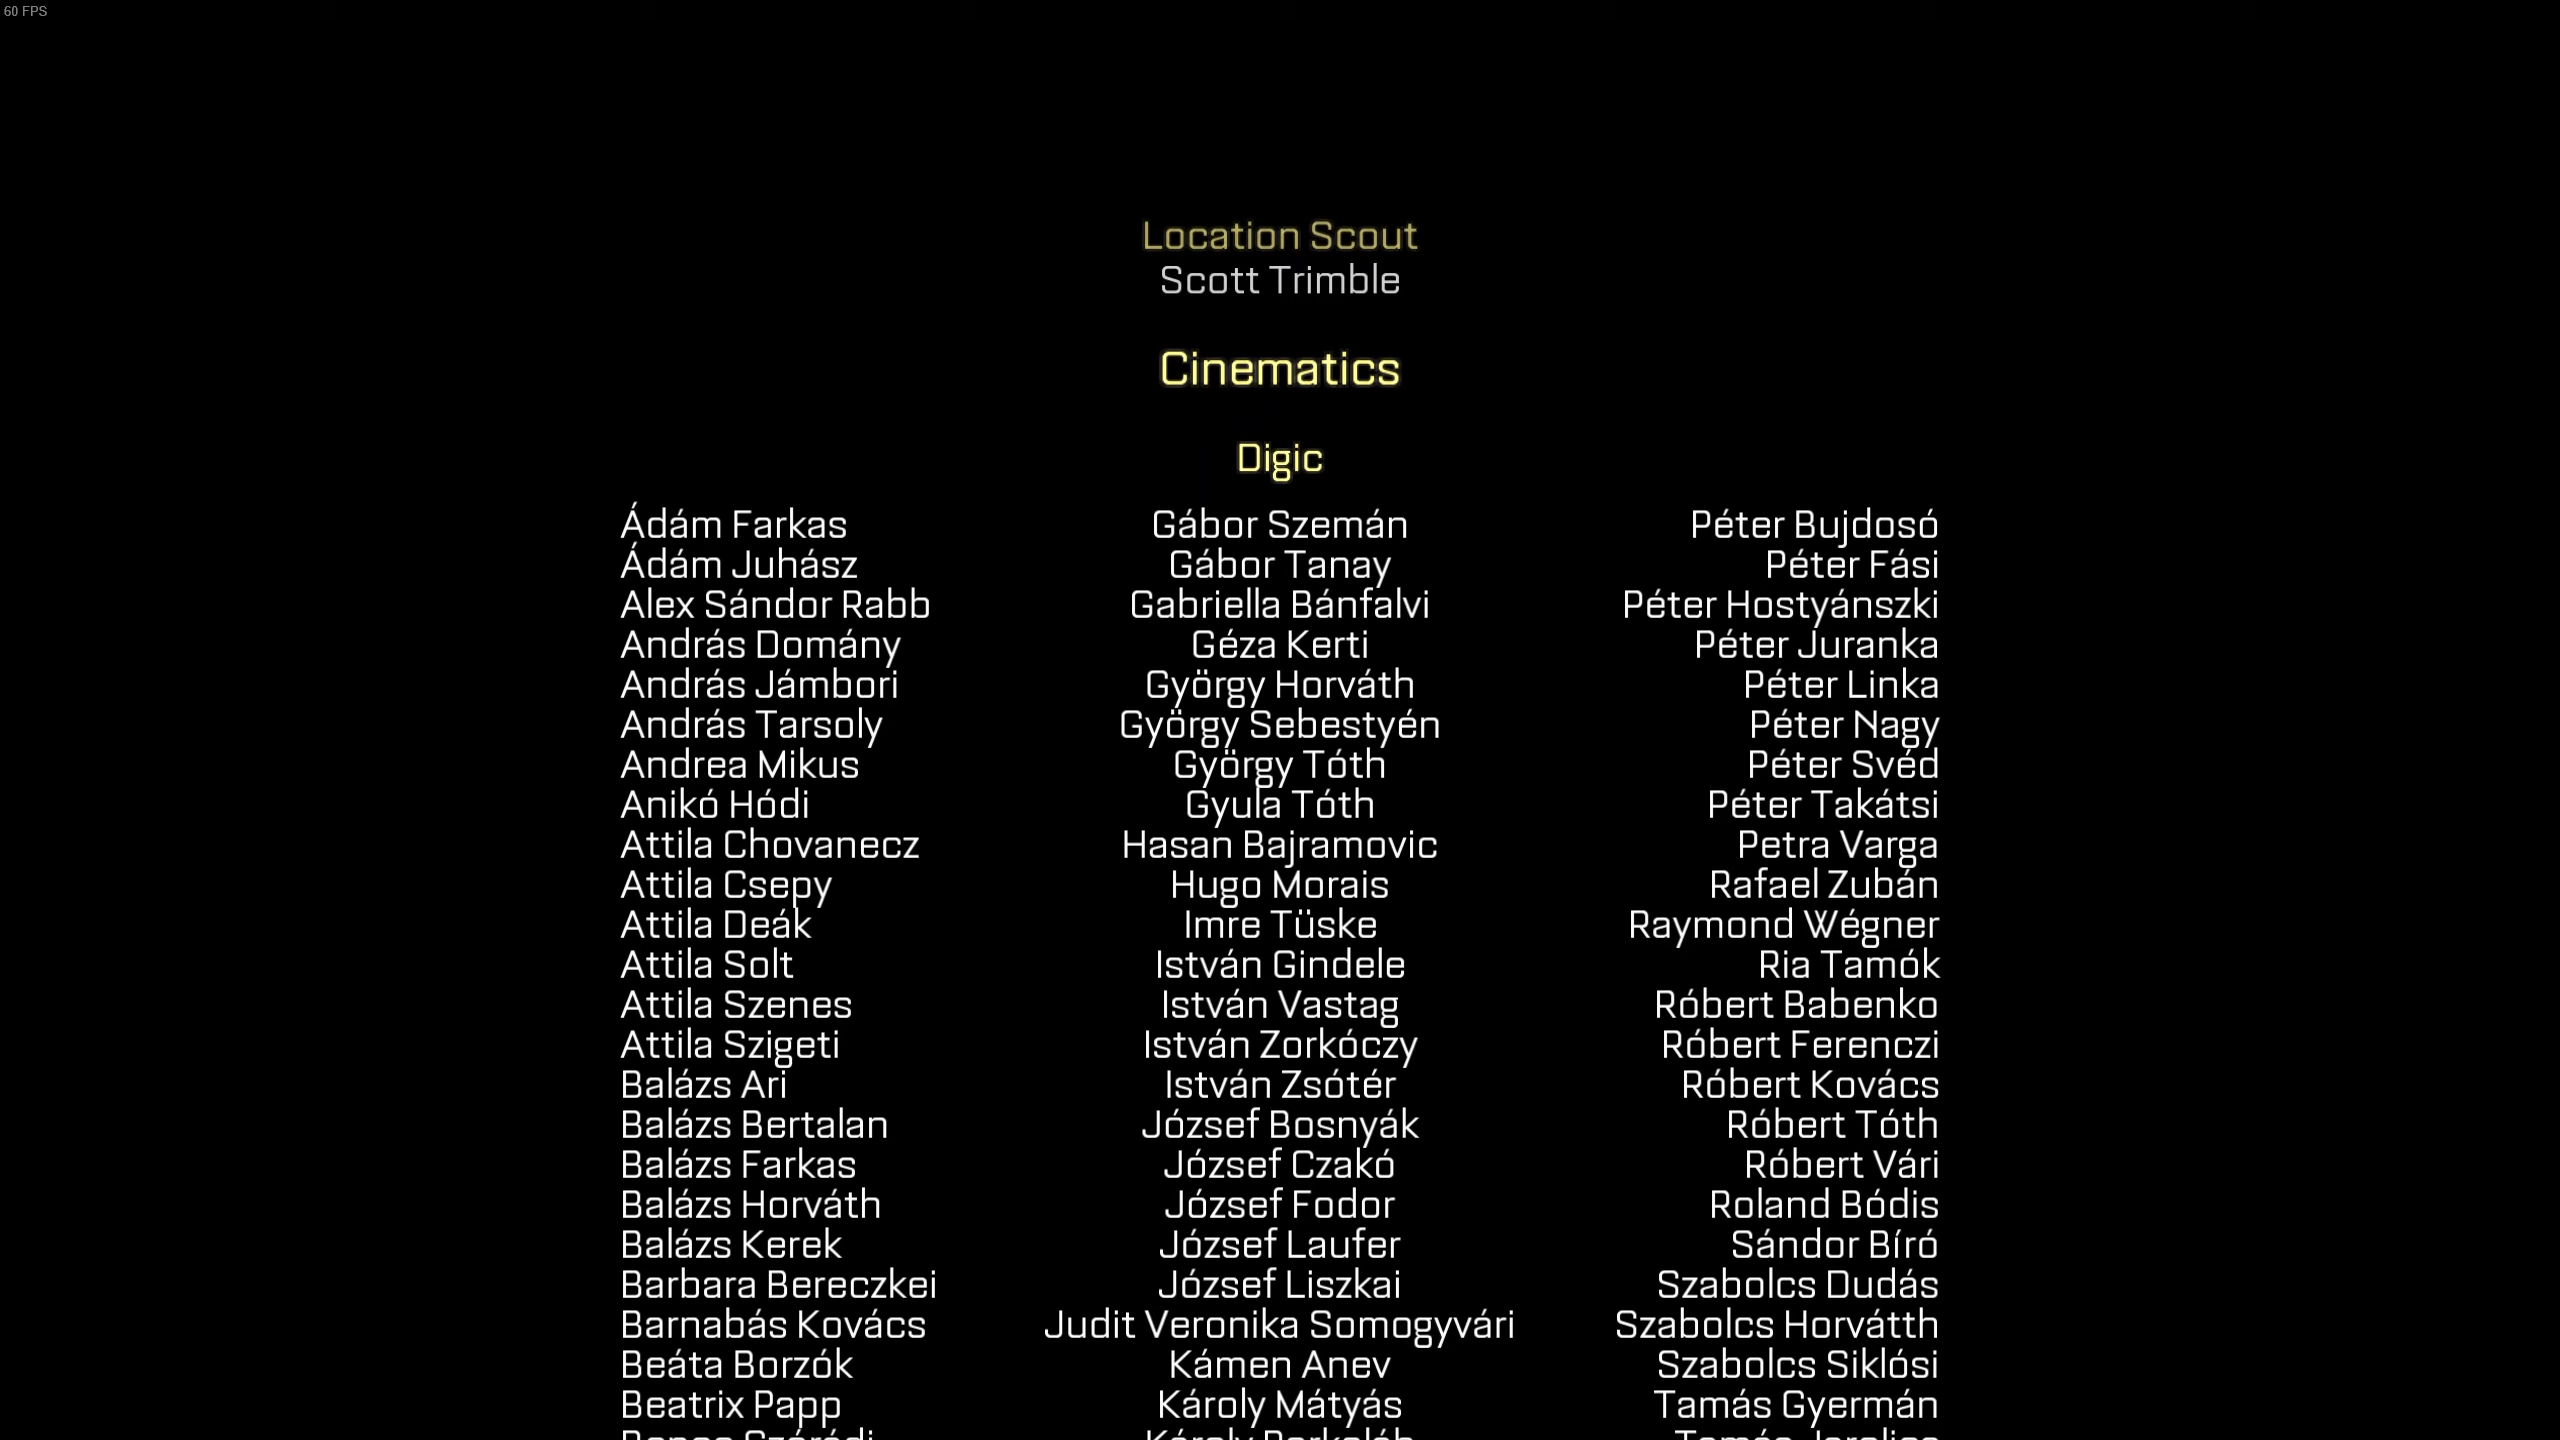 60 FPS
Location Scout
Scott Trimble
Cinematics
Digic
Ádám Farkas
Ádám Juhász
Alex Sándor Rabb
András Domány
András Jámbori
András Tarsoly
Andrea Mikus
Anikó Hódi
Attila Chovanecz
Attila Csepy
Attila Deák
Attila Solt
Attila Szenes
Attila Szigeti
Balázs Ari
Balázs Bertalan
Balázs Farkas
Balázs Horváth
Balázs Kerek
Barbara Bereczkei
Barnabás Kovács
Beáta Borzók
Beatrix Papp
Gábor Szemán
Gábor Tanay
Gabriella Bánfalvi
Géza Kerti
György Horváth
György Sebestyén
György Tóth
Gyula Tóth
Hasan Bajramovic
Hugo Morais
Imre Tüske
István Gindele
István Vastag
István Zorkóczy
István Zsótér
József Bosnyák
József Czakó
József Fodor
József Laufer
József Liszkai
Judit Veronika Somogyvári
Kámen Anev
Károly Mátyás
Péter Bujdosó
Péter Fási
Péter Hostyánszki
Péter Juranka
Péter Linka
Péter Nagy
Péter Svéd
Péter Takátsi
Petra Varga
Rafael Zubán
Raymond Wégner
Ria Tamók
Róbert Babenko
Róbert Ferenczi
Róbert Kovács
Róbert Tóth
Róbert Vári
Roland Bódis
Sándor Bíró
Szabolcs Dudás
Szabolcs Horvátth
Szabolcs Siklósi
Tamás Gyermán